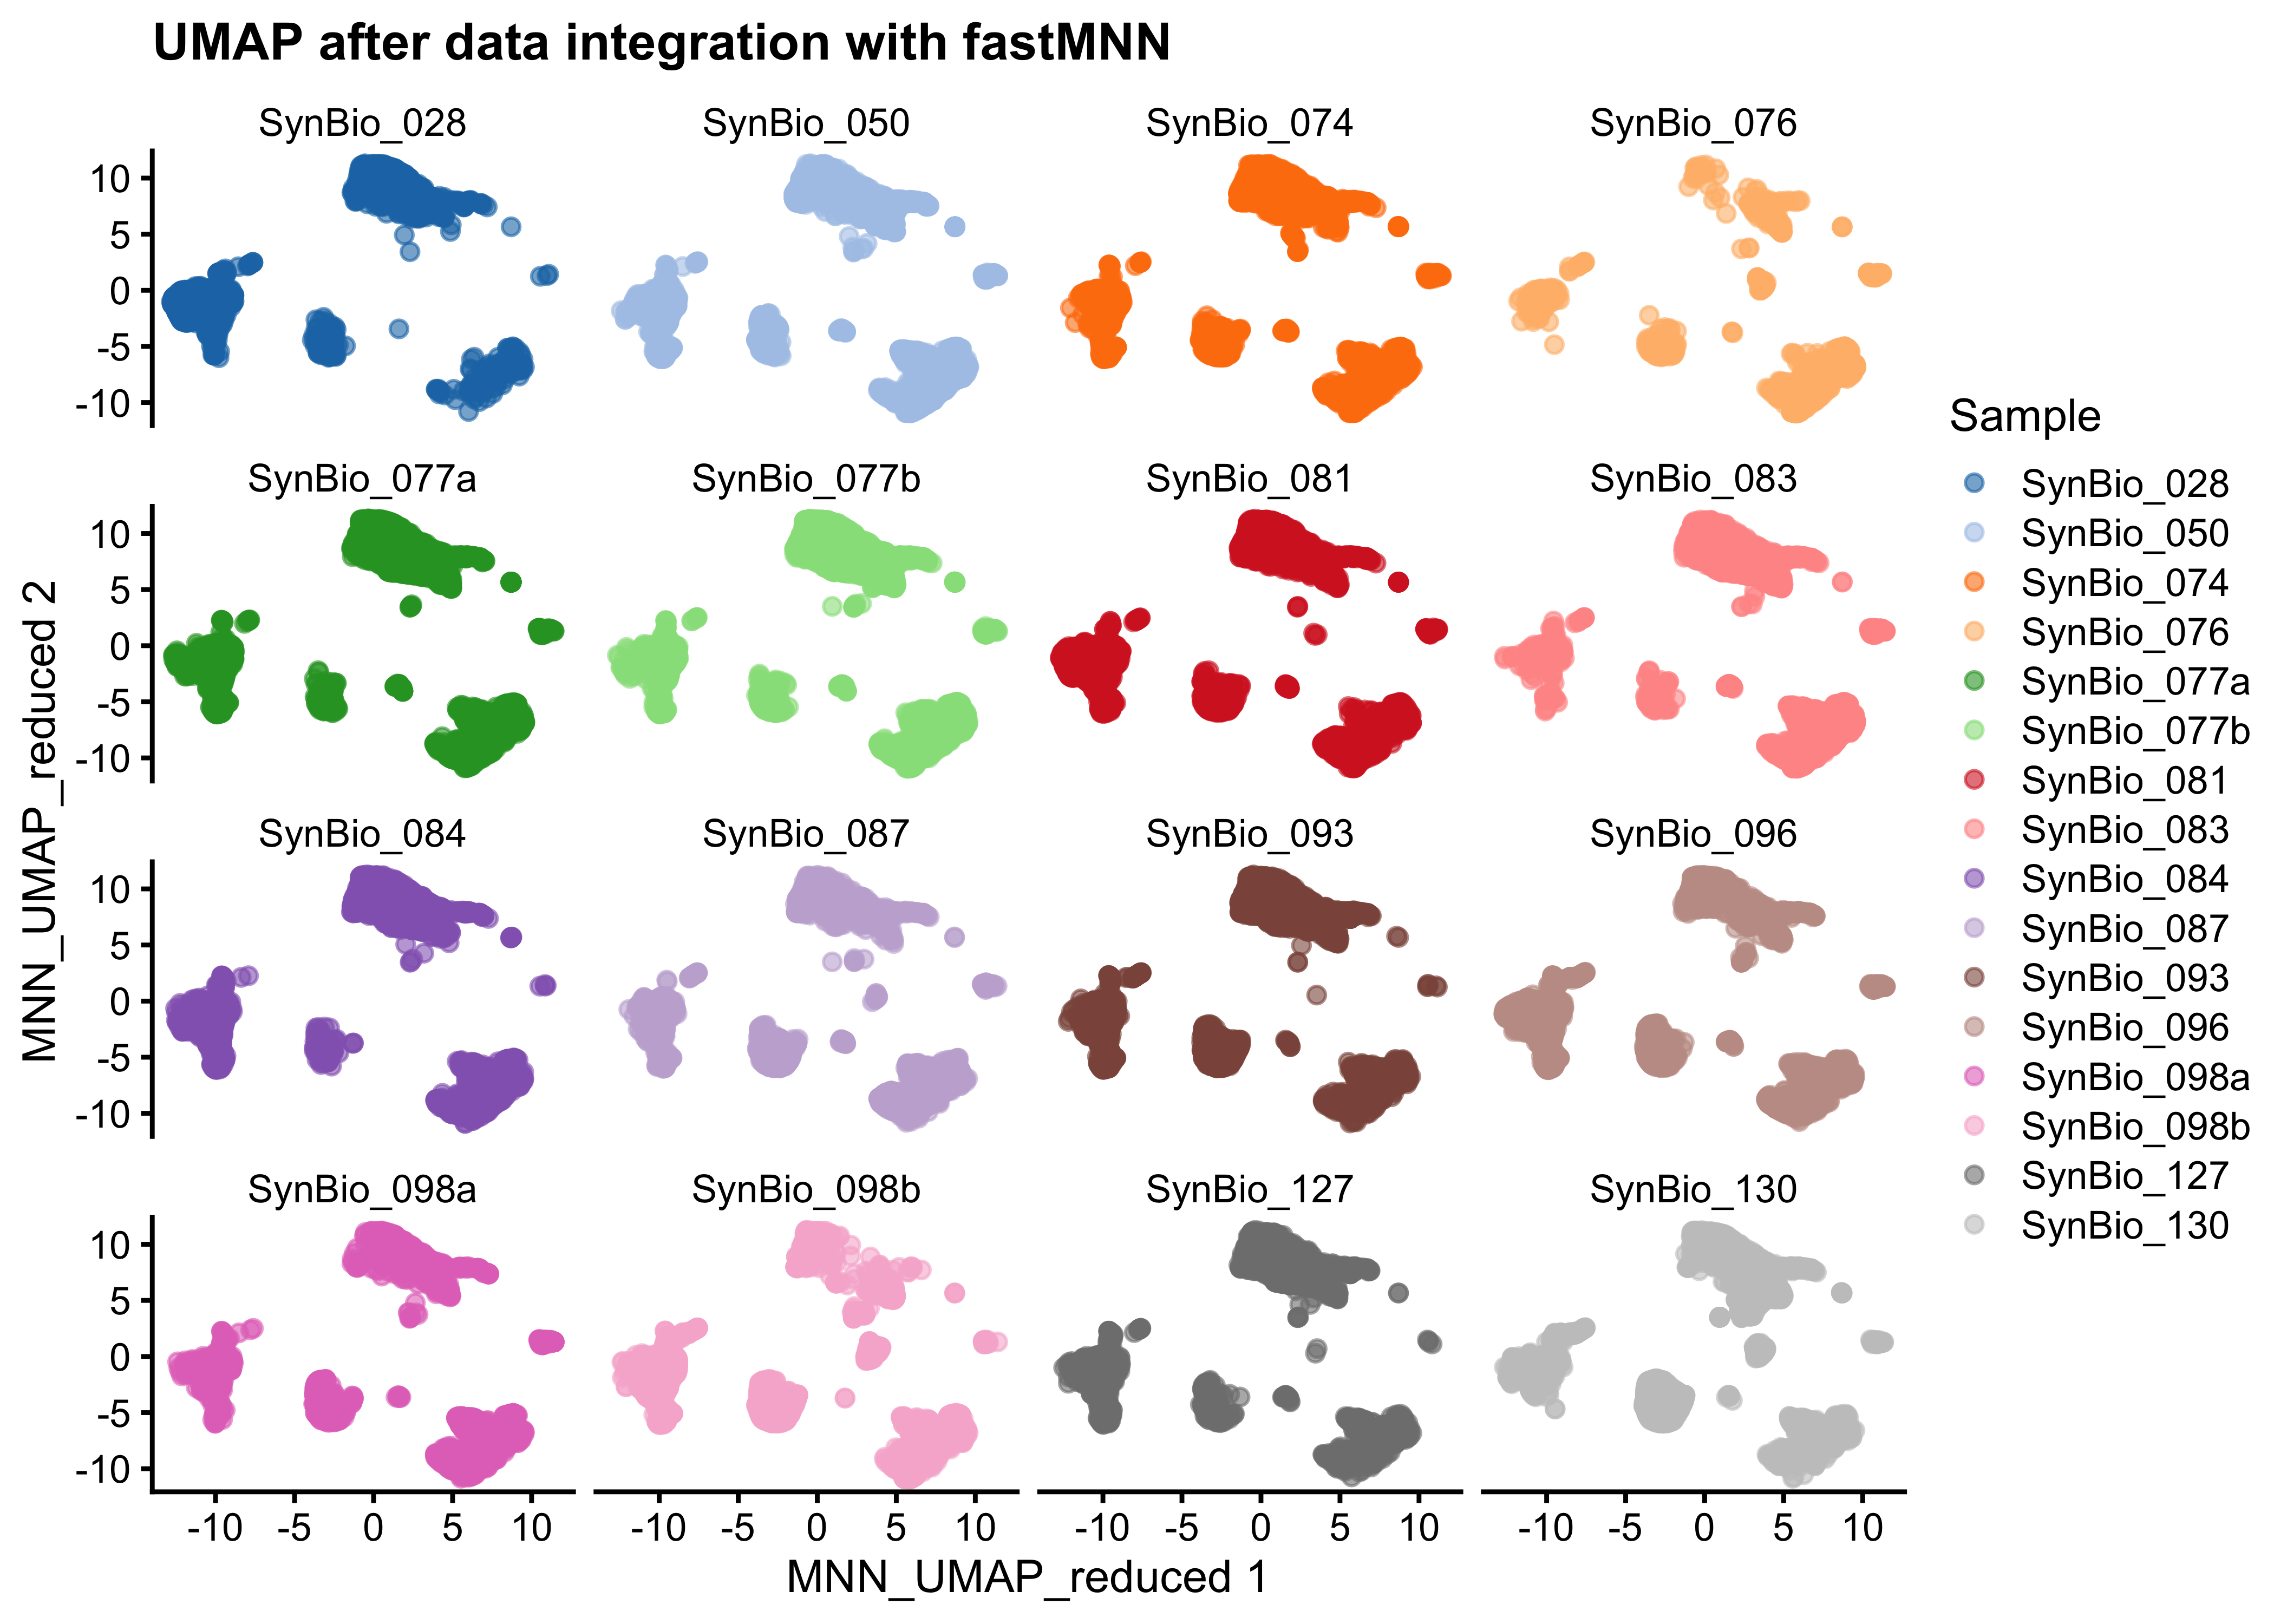 UMAP after data integration with fastMNN
SynBio_028 SynBio_050 SynBio_074 SynBio_076
10
5
0
-5
-10
SynBio_077a SynBio_077b SynBio_081 SynBio_083
10
5
0
-5
-10
SynBio_084 SynBio_087 SynBio_093 SynBio_096
10
5
0
-5
-10
SynBio_098a SynBio_098b SynBio_127 SynBio_130
10
5
0
-5
-10
-10 -5 0 5 10 -10 -5 0 5 10 -10 -5 0 5 10 -10 -5 0 5 10
MNN_UMAP_reduced 1
MNN_UMAP_reduced 2
Sample
SynBio_028
SynBio_050
SynBio_074
SynBio_076
SynBio_077a
SynBio_077b
SynBio_081
SynBio_083
SynBio_084
SynBio_087
SynBio_093
SynBio_096
SynBio_098a
SynBio_098b
SynBio_127
SynBio_130